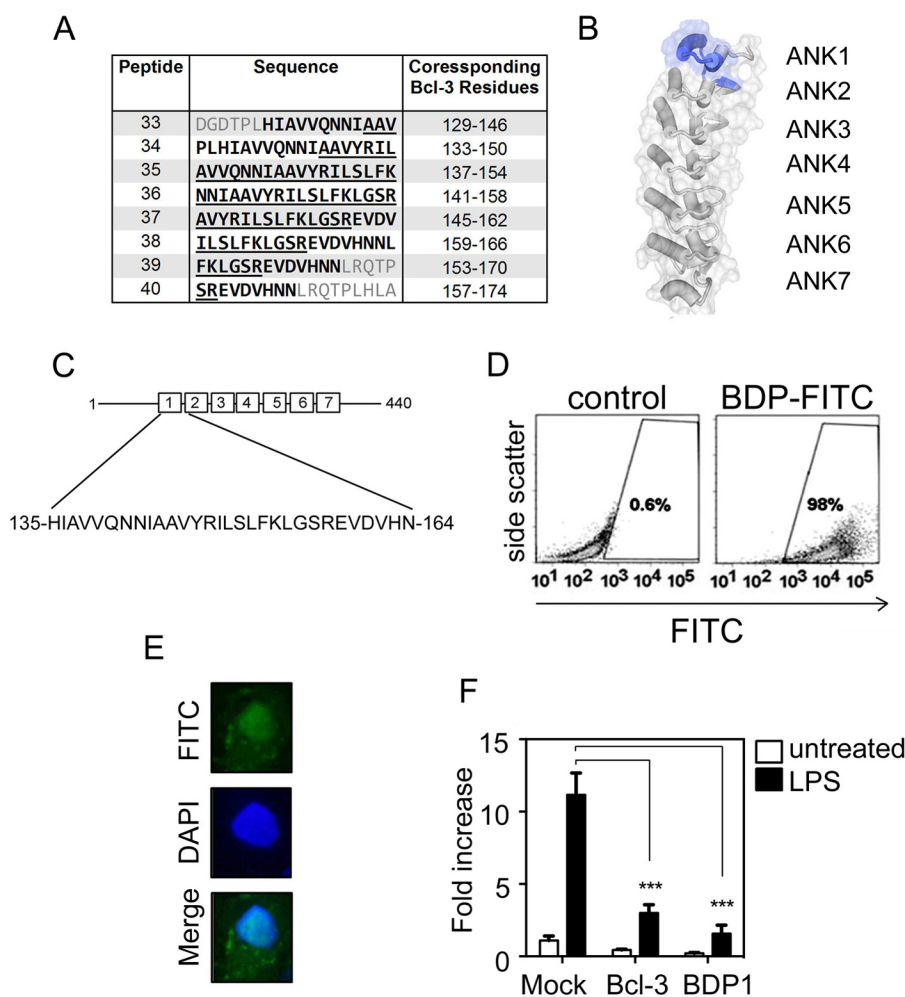 A
Peptide Sequence Coressponding Bcl-3 Residues
33 DGDTPLHIAVVQNNIAAV 129-146
34 PLHIAVVQNNIAAVYRIL 133-150
35 AVVQNNIAAVYRILSLFK 137-154
36 NNIAAVYRILSLFKLGSR 141-158
37 AVYRILSLFKLGSREVDV 145-162
38 ILSLFKLGSREVDVHNNL 159-166
39 FKLGSREVDVHNNLRQTP 153-170
40 SREVDVHNNLRQTPLHLA 157-174
B
ANK1
ANK2
ANK3
ANK4
ANK5
ANK6
ANK7
C
1 1 2 3 4 5 6 7 440
135-HIAVVQNNIAAVYRILSLFKLGSREVDVHN-164
D
control BDP-FITC
side scatter
0.6% 98%
10¹ 10² 10³ 10⁴ 10⁵ 10¹ 10² 10³ 10⁴ 10⁵
FITC
E
FITC
DAPI
Merge
F
Fold increase
15
10
5
0
untreated
LPS
*** ***
Mock Bcl-3 BDP1